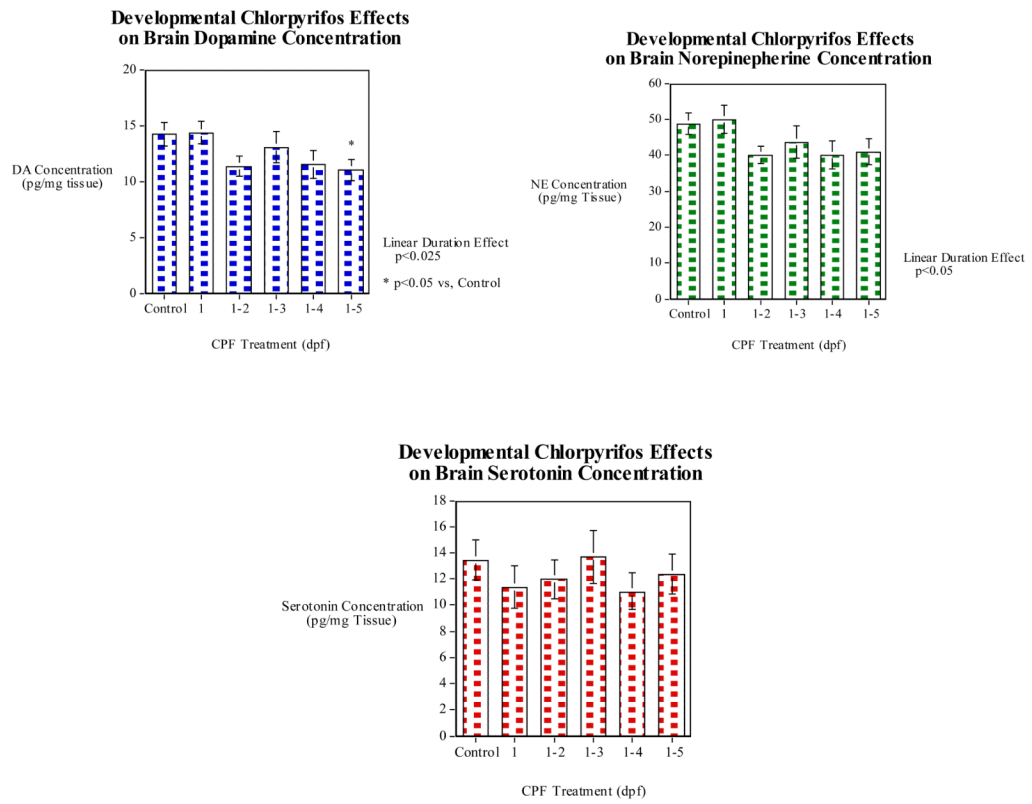 Developmental Chlorpyrifos Effects
on Brain Dopamine Concentration
20
15
10
5
0
*
DA Concentration
(pg/mg tissue)
Linear Duration Effect
p<0.025
* p<0.05 vs, Control
Control 1 1-2 1-3 1-4 1-5
CPF Treatment (dpf)
Developmental Chlorpyrifos Effects
on Brain Norepinepherine Concentration
60
50
40
30
20
10
0
NE Concentration
(pg/mg Tissue)
Linear Duration Effect
p<0.05
Control 1 1-2 1-3 1-4 1-5
CPF Treatment (dpf)
Developmental Chlorpyrifos Effects
on Brain Serotonin Concentration
18
16
14
12
10
8
6
4
2
0
Serotonin Concentration
(pg/mg Tissue)
Control 1 1-2 1-3 1-4 1-5
CPF Treatment (dpf)